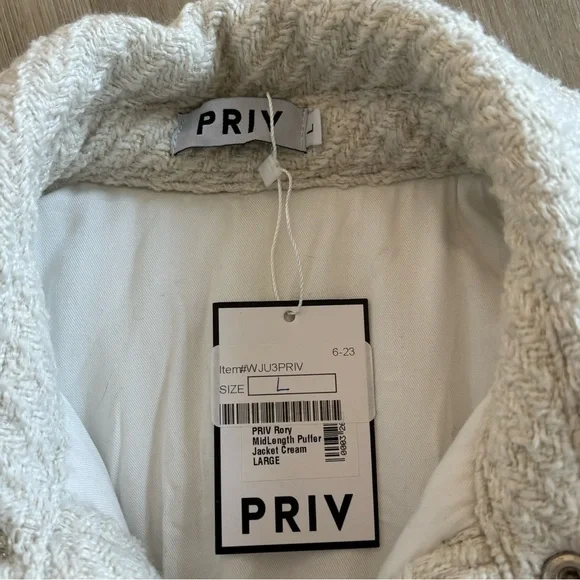 PRIV
L
6-23
Item#WJU3PRIV
SIZE L
PRIV Rory
MidLength Puffer
Jacket Cream
LARGE
PRIV